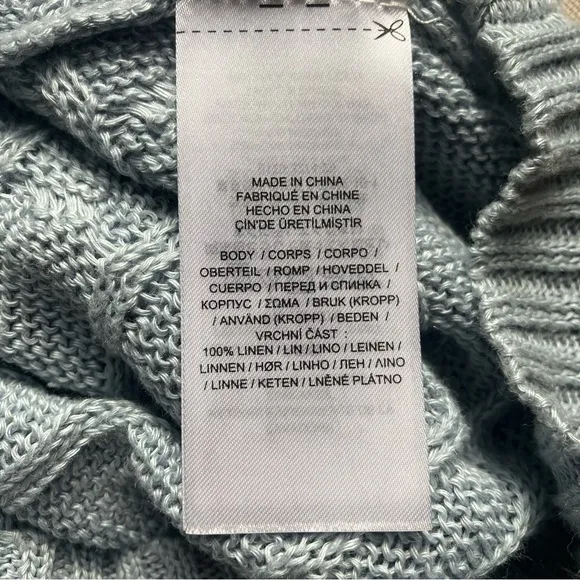 MADE IN CHINA
FABRIQUÉ EN CHINE
HECHO EN CHINA
ÇIN'DE ÜRETİLMİŞTİR
BODY / CORPS / CORPO /
OBERTEIL / ROMP / HOVEDDEL /
CUERPO / ПЕРЕД И СПИНКА /
КОРПУС / ΣΩΜΑ / BRUK (KROPP)
/ ANVÄND (KROPP) / BEDEN /
VRCHNÍ ČÁST :
100% LINEN / LIN / LINO / LEINEN /
LINNEN / HØR / LINHO / ЛЕН / ΛΙΝΟ
/ LINNE / KETEN / LNĚNÉ PLÁTNO